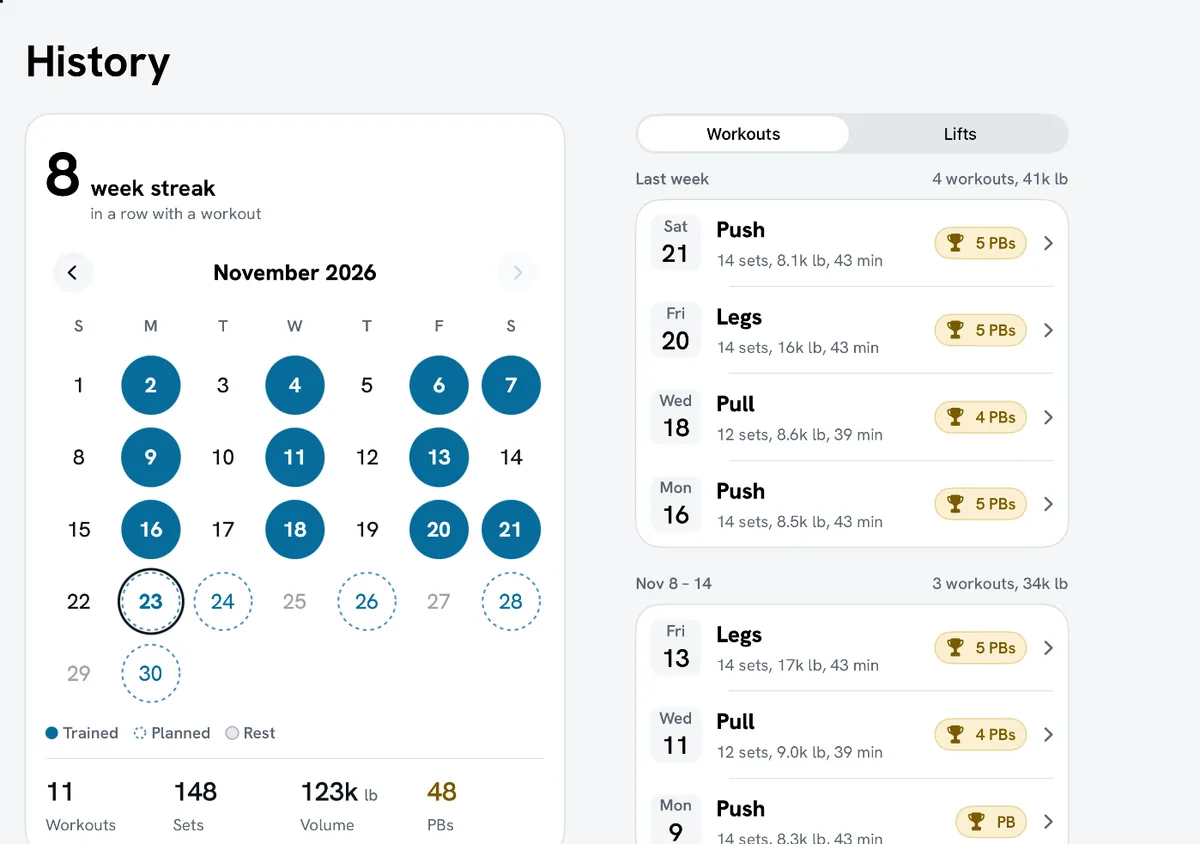 History
8 week streak
in a row with a workout
November 2026
S M T W T F S
1 2 3 4 5 6 7
8 9 10 11 12 13 14
15 16 17 18 19 20 21
22 23 24 25 26 27 28
29 30
Trained Planned Rest
11 148 123k lb 48
Workouts Sets Volume PBs
Workouts Lifts
Last week 4 workouts, 41k lb
Sat 21 Push 5 PBs
14 sets, 8.1k lb, 43 min
Fri 20 Legs 5 PBs
14 sets, 16k lb, 43 min
Wed 18 Pull 4 PBs
12 sets, 8.6k lb, 39 min
Mon 16 Push 5 PBs
14 sets, 8.5k lb, 43 min
Nov 8 – 14 3 workouts, 34k lb
Fri 13 Legs 5 PBs
14 sets, 17k lb, 43 min
Wed 11 Pull 4 PBs
12 sets, 9.0k lb, 39 min
Mon 9 Push PB
14 sets, 8.3k lb, 43 min